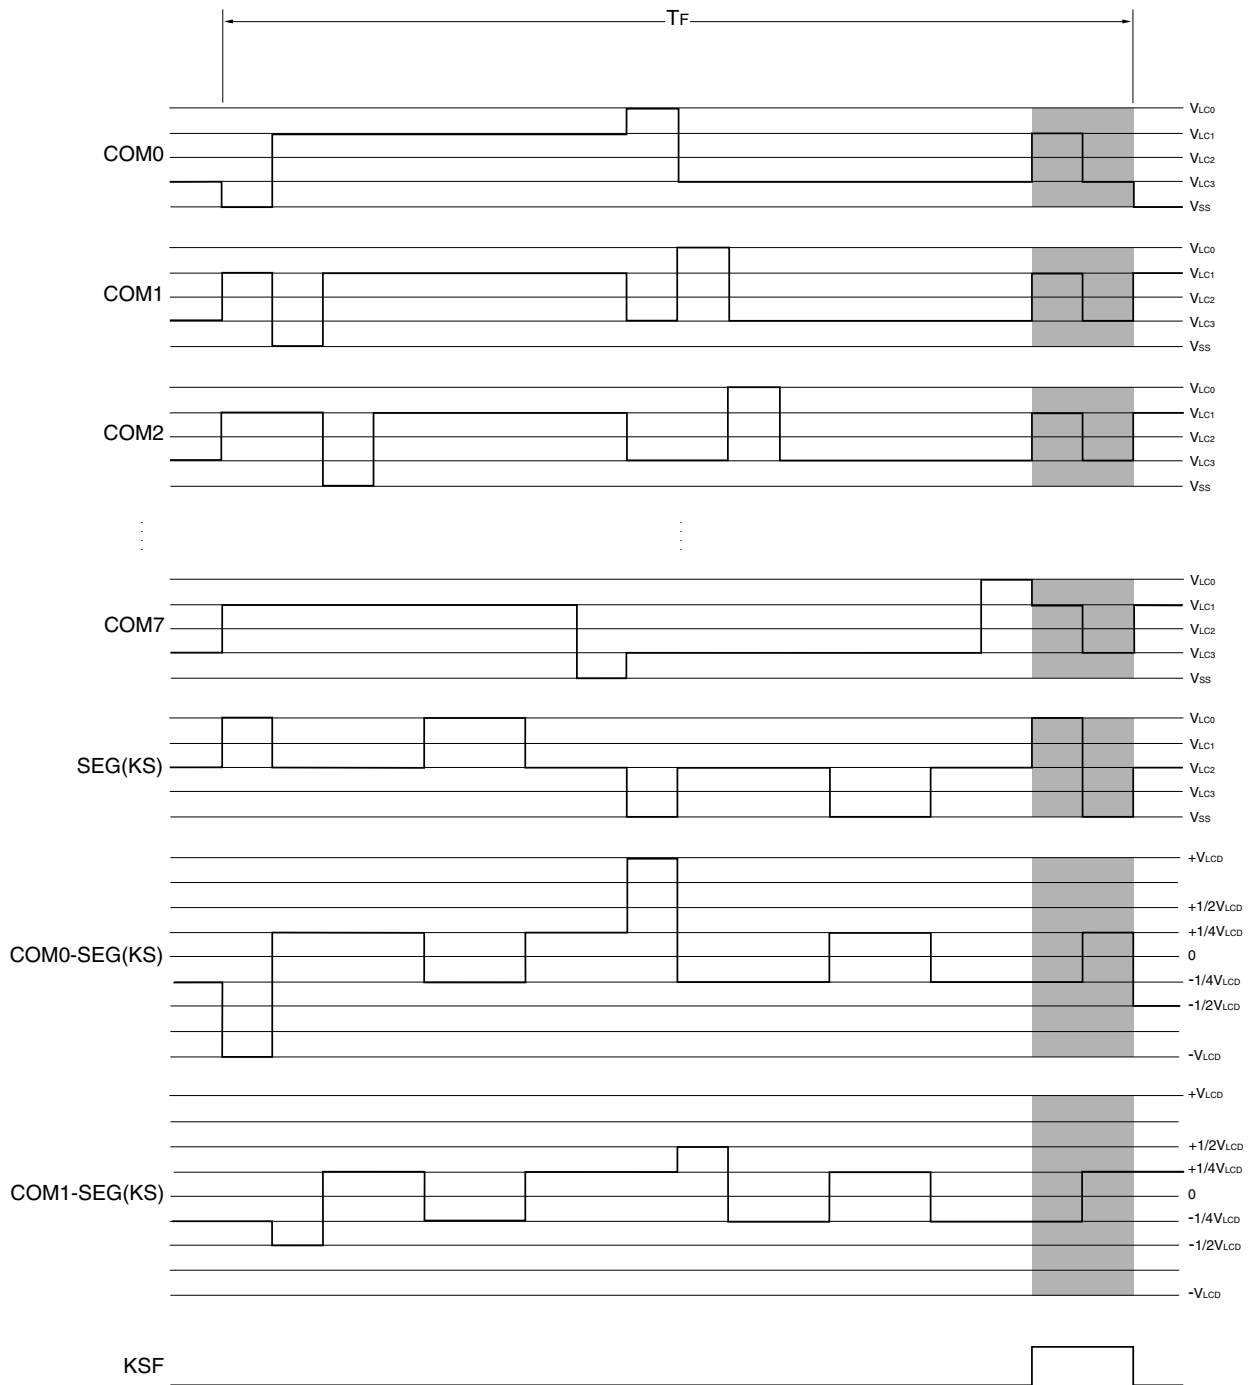 TF
VLC0
VLC1
COM0
VLC2
VLC3
VSS
VLC0
VLC1
COM1
VLC2
VLC3
VSS
VLC0
VLC1
COM2
VLC2
VLC3
VSS
VLC0
VLC1
COM7
VLC2
VLC3
VSS
VLC0
VLC1
SEG(KS)
VLC2
VLC3
VSS
+VLCD
+1/2VLCD
+1/4VLCD
COM0-SEG(KS)
0
-1/4VLCD
-1/2VLCD
-VLCD
+VLCD
+1/2VLCD
+1/4VLCD
COM1-SEG(KS)
0
-1/4VLCD
-1/2VLCD
-VLCD
KSF